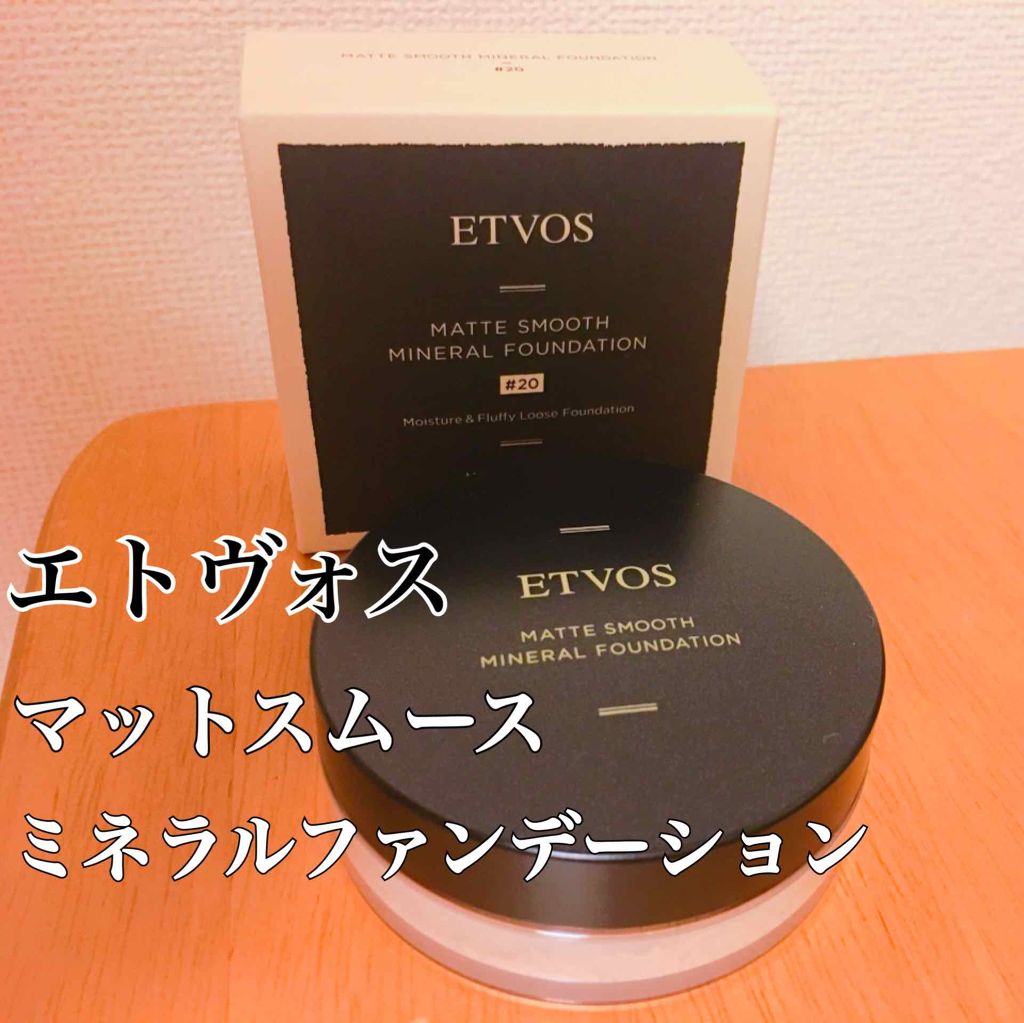 MATTE SMOOTH MINERAL FOUNDATION
#20
ETVOS
MATTE SMOOTH
MINERAL FOUNDATION
#20
Moisture & Fluffy Loose Foundation
ETVOS
MATTE SMOOTH
MINERAL FOUNDATION
エトヴォス
マットスムース
ミネラルファンデーション